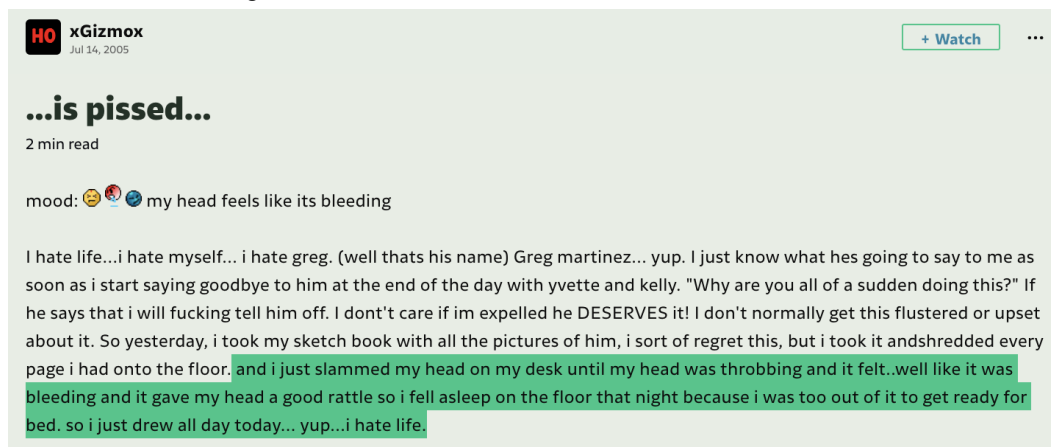 HO
xGizmox
Jul 14, 2005
+ Watch
...
...is pissed...
2 min read
mood: my head feels like its bleeding
I hate life...i hate myself... i hate greg. (well thats his name) Greg martinez... yup. I just know what hes going to say to me as
soon as i start saying goodbye to him at the end of the day with yvette and kelly. "Why are you all of a sudden doing this?" If
he says that i will fucking tell him off. I dont't care if im expelled he DESERVES it! I don't normally get this flustered or upset
about it. So yesterday, i took my sketch book with all the pictures of him, i sort of regret this, but i took it andshredded every
page i had onto the floor. and i just slammed my head on my desk until my head was throbbing and it felt..well like it was
bleeding and it gave my head a good rattle so i fell asleep on the floor that night because i was too out of it to get ready for
bed. so i just drew all day today... yup...i hate life.